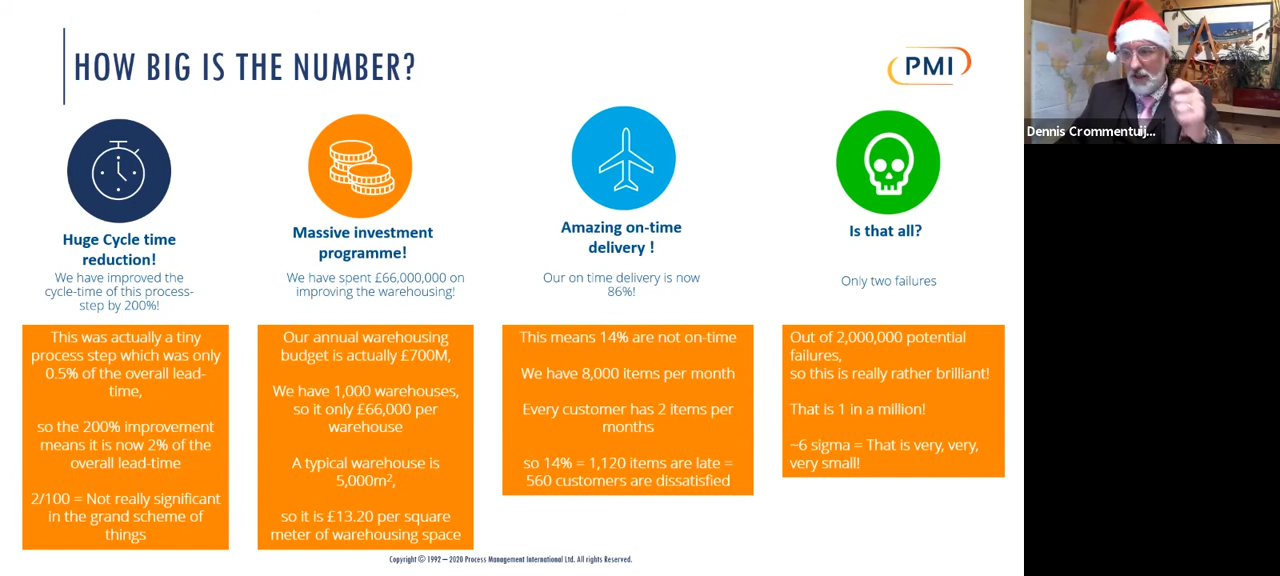 HOW BIG IS THE NUMBER?
PMI
Dennis Crommentuij...
Huge Cycle time
reduction!
We have improved the
cycle-time of this process-
step by 200%!
This was actually a tiny
process step which was only
0.5% of the overall lead-
time,
so the 200% improvement
means it is now 2% of the
overall lead-time
2/100 = Not really significant
in the grand scheme of
things
Massive investment
programme!
We have spent £66,000,000 on
improving the warehousing!
Our annual warehousing
budget is actually £700M,
We have 1,000 warehouses,
so it only £66,000 per
warehouse
A typical warehouse is
5,000m²,
so it is £13.20 per square
meter of warehousing space
Amazing on-time
delivery !
Our on time delivery is now
86%!
This means 14% are not on-time
We have 8,000 items per month
Every customer has 2 items per
months
so 14% = 1,120 items are late =
560 customers are dissatisfied
Is that all?
Only two failures
Out of 2,000,000 potential
failures,
so this is really rather brilliant!
That is 1 in a million!
~6 sigma = That is very, very,
very small!
Copyright © 1992 – 2020 Process Management International Ltd. All rights Reserved.